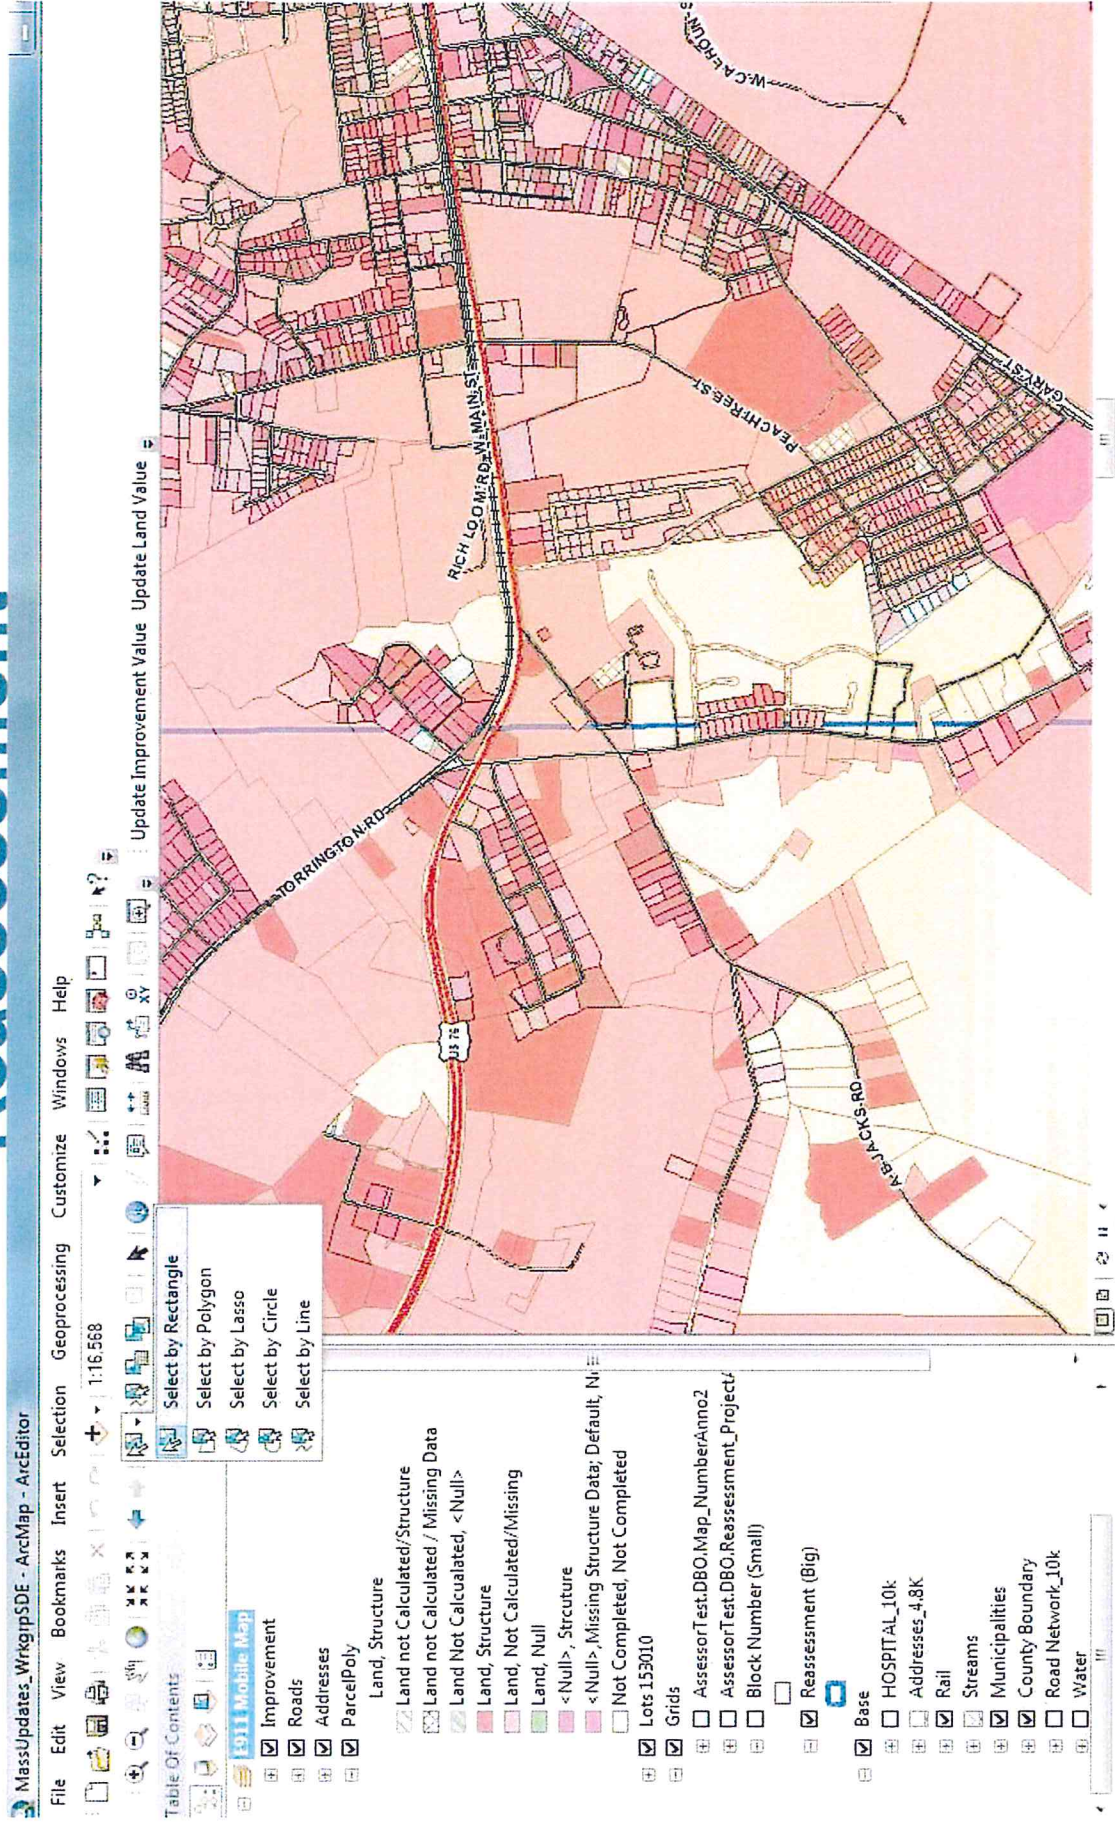 MassUpdates_WrkgrpSDE - ArcMap - ArcEditor
File Edit View Bookmarks Insert Selection Geoprocessing Customize Windows Help
1:16,568
Update Improvement Value Update Land Value
Table Of Contents
Select by Rectangle
Select by Polygon
Select by Lasso
Select by Circle
Select by Line
E911 Mobile Map
Improvement
Roads
Addresses
ParcelPoly
Land, Structure
Land not Calculated/Structure
Land not Calculated / Missing Data
Land Not Calcualated, <Null>
Land, Structure
Land, Not Calculated/Missing
Land, Null
<Null>, Strcuture
<Null>,Missing Structure Data; Default, N
Not Completed, Not Completed
Lots 153010
Grids
AssessorTest.DBO.Map_NumberAnno2
AssessorTest.DBO.Reassessment_ProjectA
Block Number (Small)
Reassessment (Big)
Base
HOSPITAL_10k
Addresses_4.8K
Rail
Streams
Municipalities
County Boundary
Road Network_10k
Water
TORRINGTON-RD
US 76
RICH LOOM-RD
W-MAIN-ST
PEACHTREE-ST
GARY-ST
W-CALHOUN-S
A-B-JACKS-RD